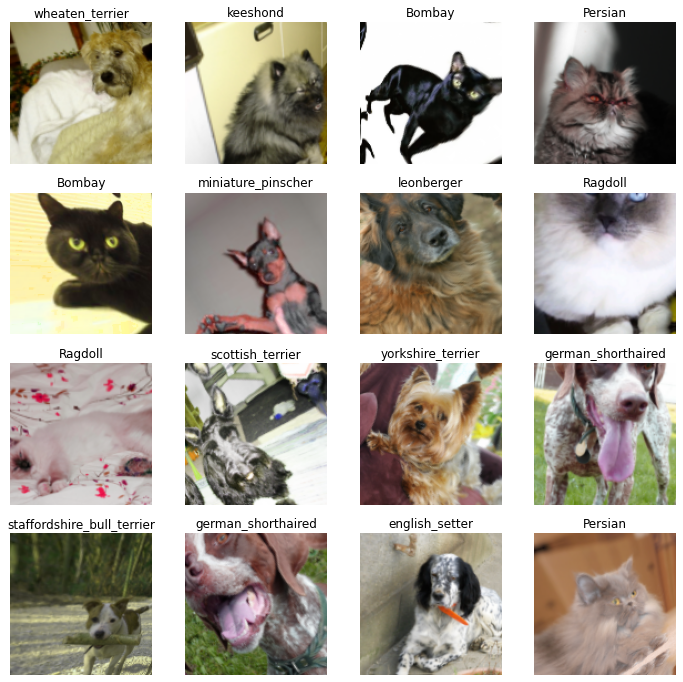 wheaten_terrier
keeshond
Bombay
Persian
Bombay
miniature_pinscher
leonberger
Ragdoll
Ragdoll
scottish_terrier
yorkshire_terrier
german_shorthaired
staffordshire_bull_terrier
german_shorthaired
english_setter
Persian